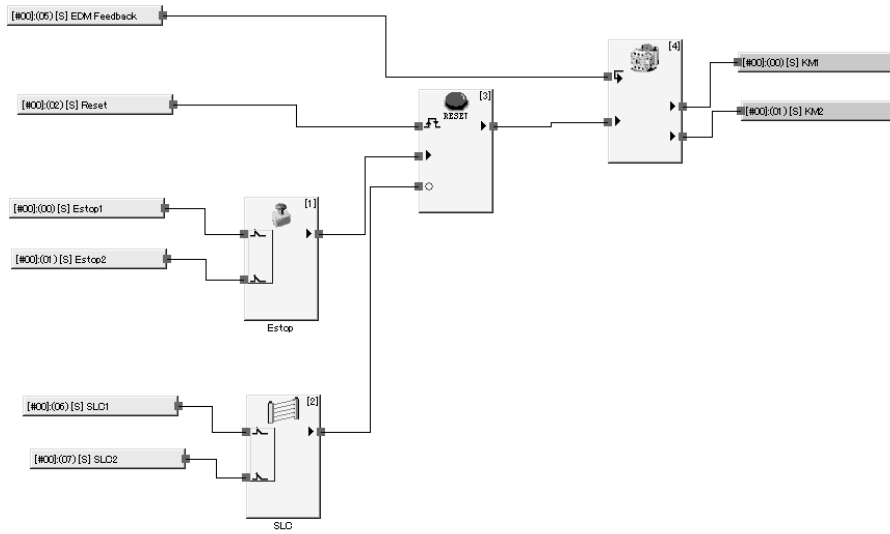 [#00]:(05) [S] EDM Feedback
[4]
[#00]:(00) [S] KM1
[#00]:(02) [S] Reset
[3]
RESET
[#00]:(01) [S] KM2
[#00]:(00) [S] Estop1
[1]
[#00]:(01) [S] Estop2
Estop
[#00]:(06) [S] SLC1
[2]
[#00]:(07) [S] SLC2
SLC